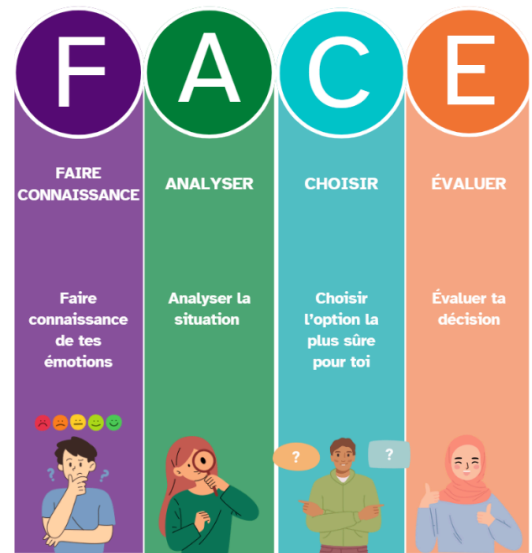 F
FAIRE
CONNAISSANCE
Faire
connaissance
de tes
émotions
? ?
A
ANALYSER
Analyser la
situation
C
CHOISIR
Choisir
l'option la
plus sûre
pour toi
? ?
E
ÉVALUER
Évaluer ta
décision